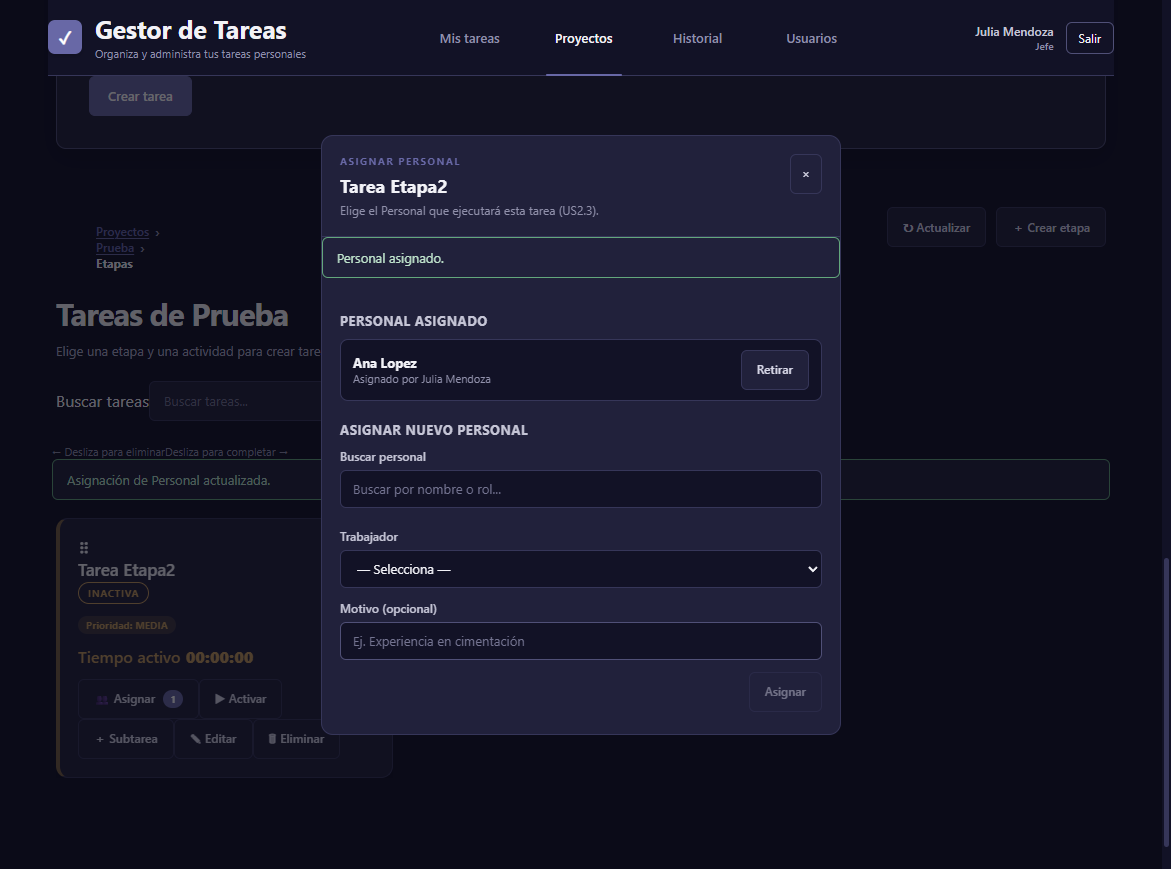 ✓
Gestor de Tareas
Organiza y administra tus tareas personales
Mis tareas
Proyectos
Historial
Usuarios
Julia Mendoza
Jefe
Salir
Crear tarea
ASIGNAR PERSONAL
Tarea Etapa2
Elige el Personal que ejecutará esta tarea (US2.3).
×
Personal asignado.
PERSONAL ASIGNADO
Ana Lopez
Asignado por Julia Mendoza
Retirar
ASIGNAR NUEVO PERSONAL
Buscar personal
Buscar por nombre o rol...
Trabajador
— Selecciona —
Motivo (opcional)
Ej. Experiencia en cimentación
Asignar
Proyectos ›
Prueba ›
Etapas
↻ Actualizar
+ Crear etapa
Tareas de Prueba
Elige una etapa y una actividad para crear tare
Buscar tareas
Buscar tareas...
← Desliza para eliminarDesliza para completar →
Asignación de Personal actualizada.
Tarea Etapa2
INACTIVA
Prioridad: MEDIA
Tiempo activo 00:00:00
Asignar 1
▶ Activar
+ Subtarea
Editar
Eliminar